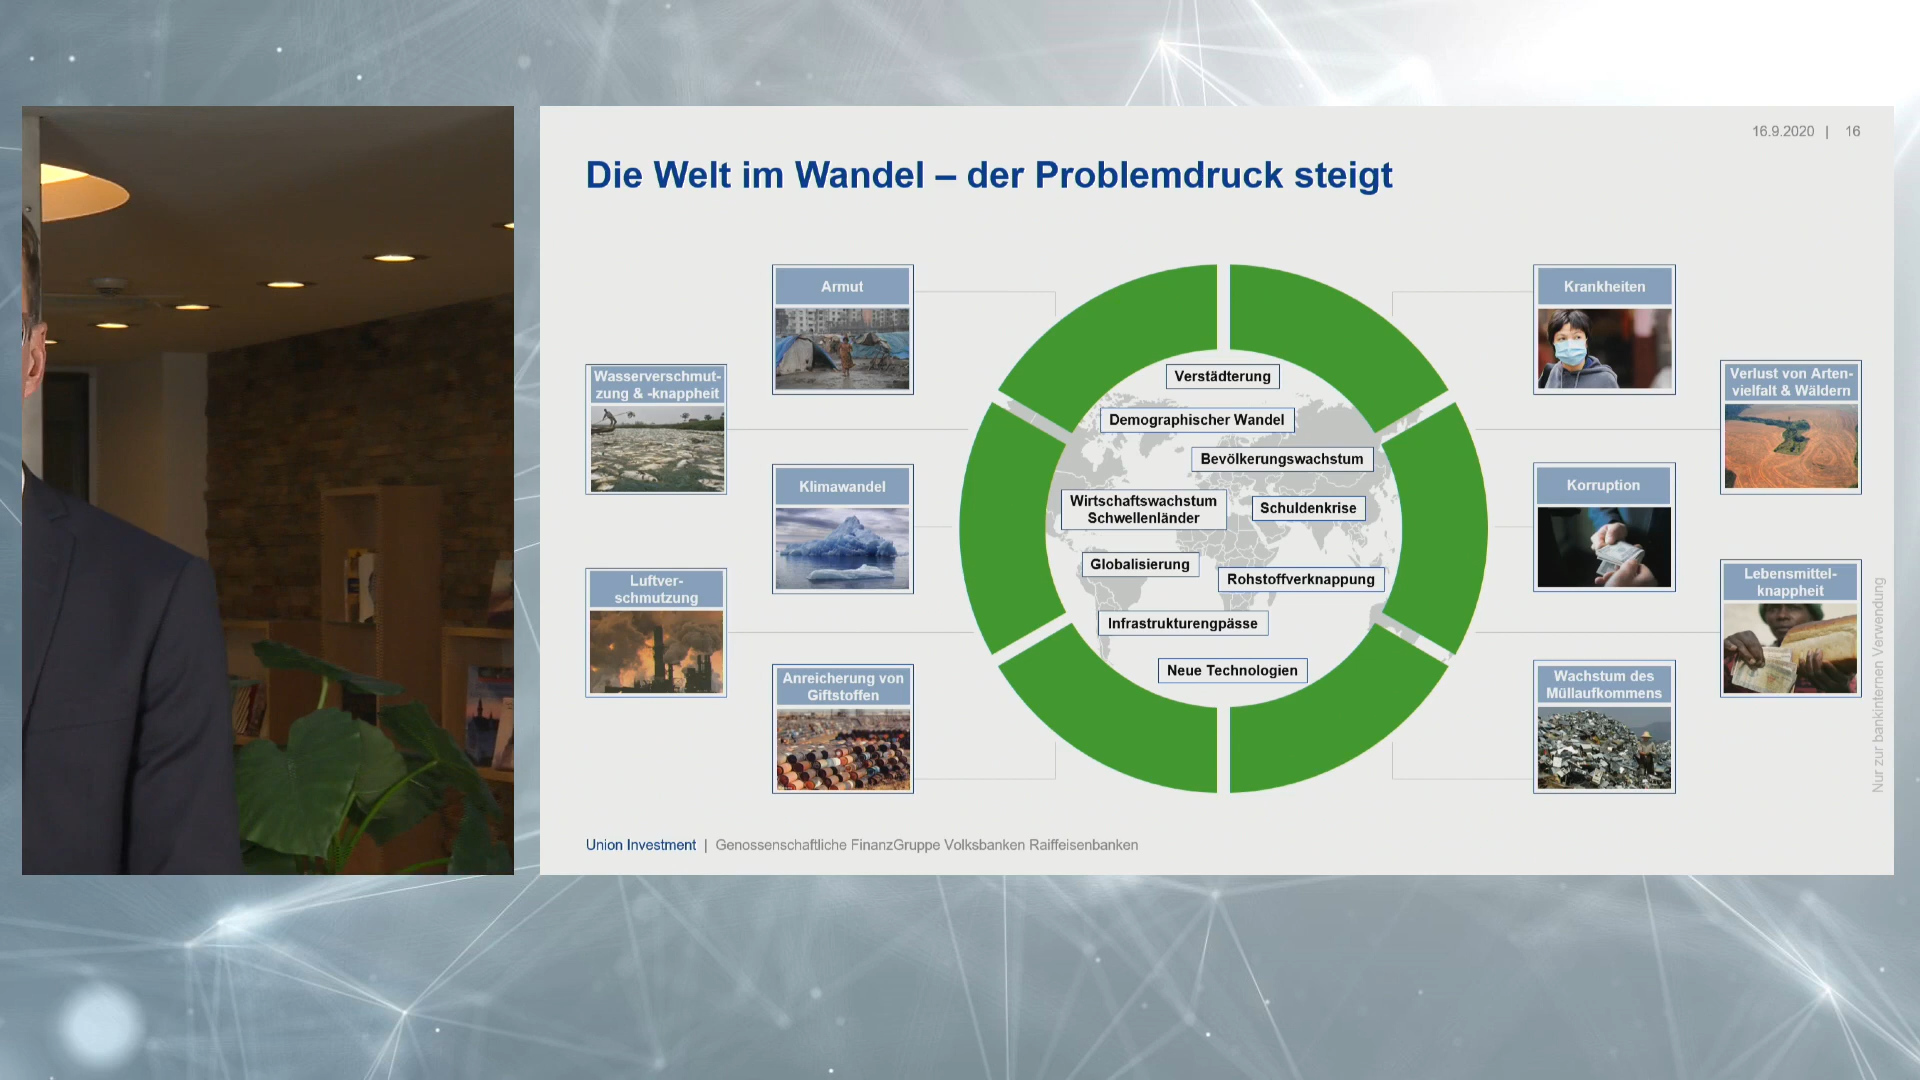 16.9.2020 | 16
Die Welt im Wandel – der Problemdruck steigt
Armut
Wasserverschmut-
zung & -knappheit
Klimawandel
Luftver-
schmutzung
Anreicherung von
Giftstoffen
Verstädterung
Demographischer Wandel
Bevölkerungswachstum
Wirtschaftswachstum
Schwellenländer
Schuldenkrise
Globalisierung
Rohstoffverknappung
Infrastrukturengpässe
Neue Technologien
Krankheiten
Verlust von Arten-
vielfalt & Wäldern
Korruption
Lebensmittel-
knappheit
Wachstum des
Müllaufkommens
Nur zur bankinternen Verwendung
Union Investment | Genossenschaftliche FinanzGruppe Volksbanken Raiffeisenbanken